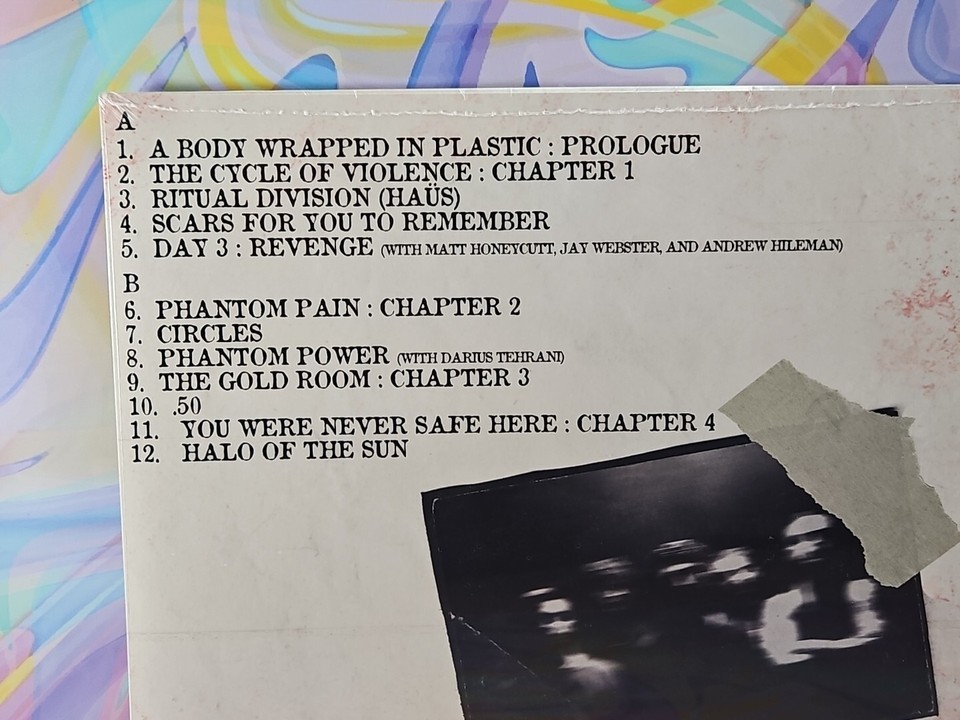 A
1. A BODY WRAPPED IN PLASTIC : PROLOGUE
2. THE CYCLE OF VIOLENCE : CHAPTER 1
3. RITUAL DIVISION (HAÜS)
4. SCARS FOR YOU TO REMEMBER
5. DAY 3 : REVENGE (WITH MATT HONEYCUTT, JAY WEBSTER, AND ANDREW HILEMAN)
B
6. PHANTOM PAIN : CHAPTER 2
7. CIRCLES
8. PHANTOM POWER (WITH DARIUS TEHRANI)
9. THE GOLD ROOM : CHAPTER 3
10. .50
11. YOU WERE NEVER SAFE HERE : CHAPTER 4
12. HALO OF THE SUN